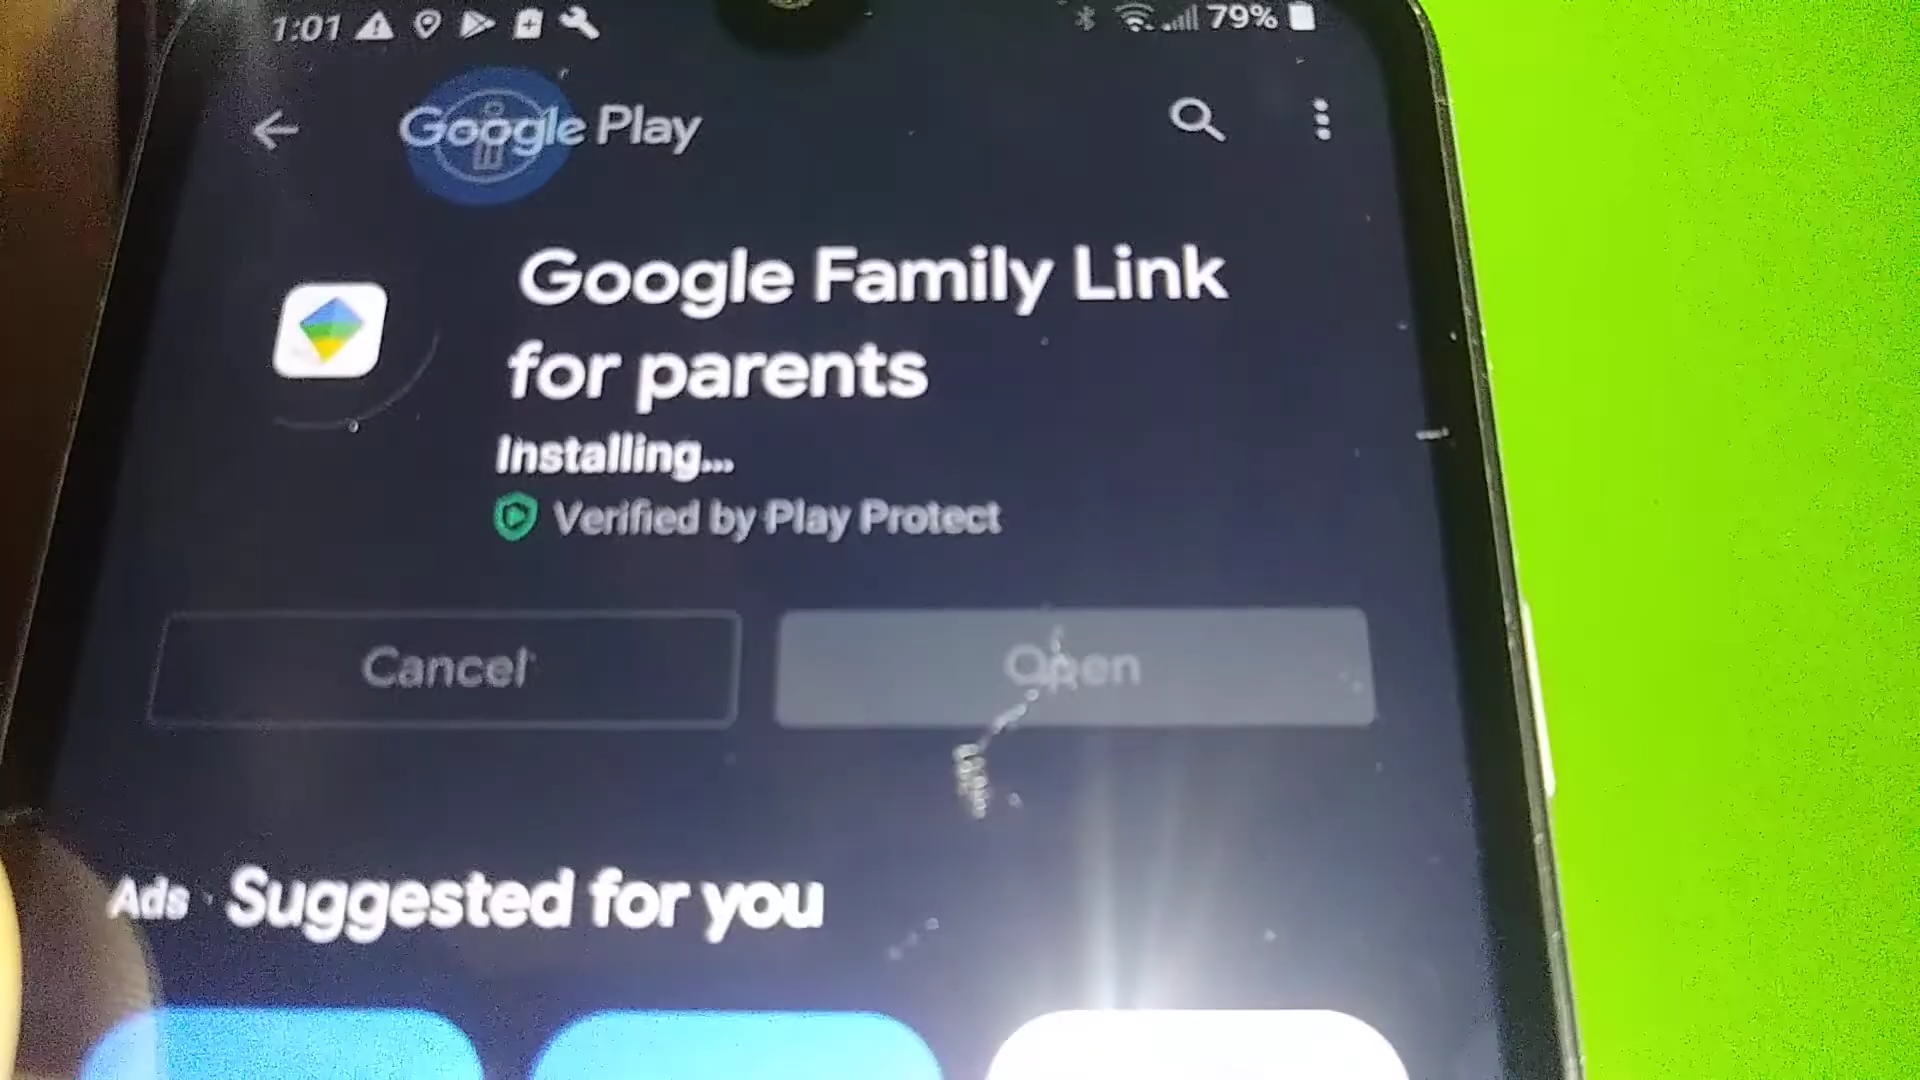 1:01 79%
Google Play
Google Family Link
for parents
Installing...
Verified by Play Protect
Cancel Open
Ads · Suggested for you